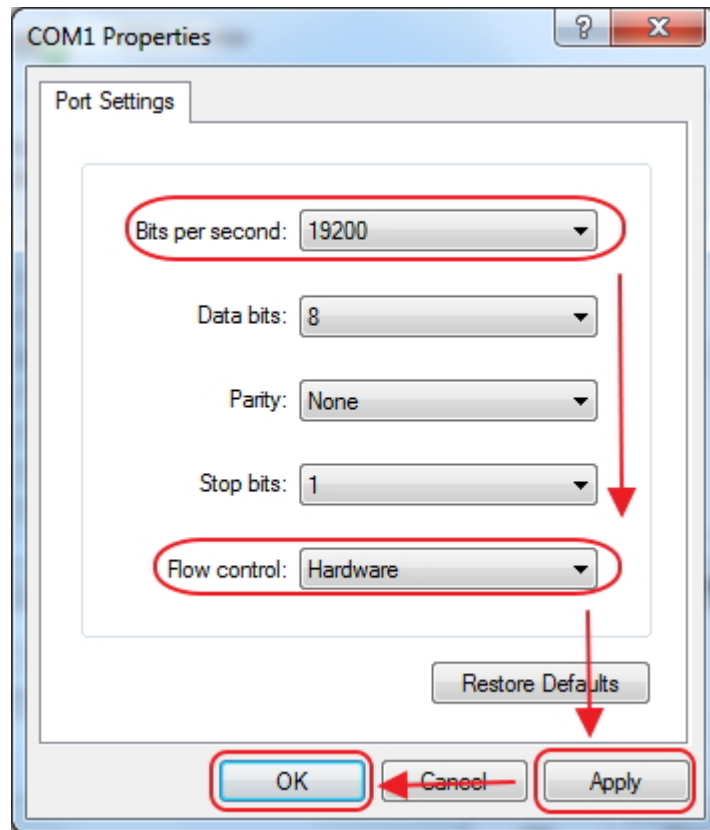 COM1 Properties
Port Settings
Bits per second: 19200
Data bits: 8
Parity: None
Stop bits: 1
Flow control: Hardware
Restore Defaults
OK Cancel Apply